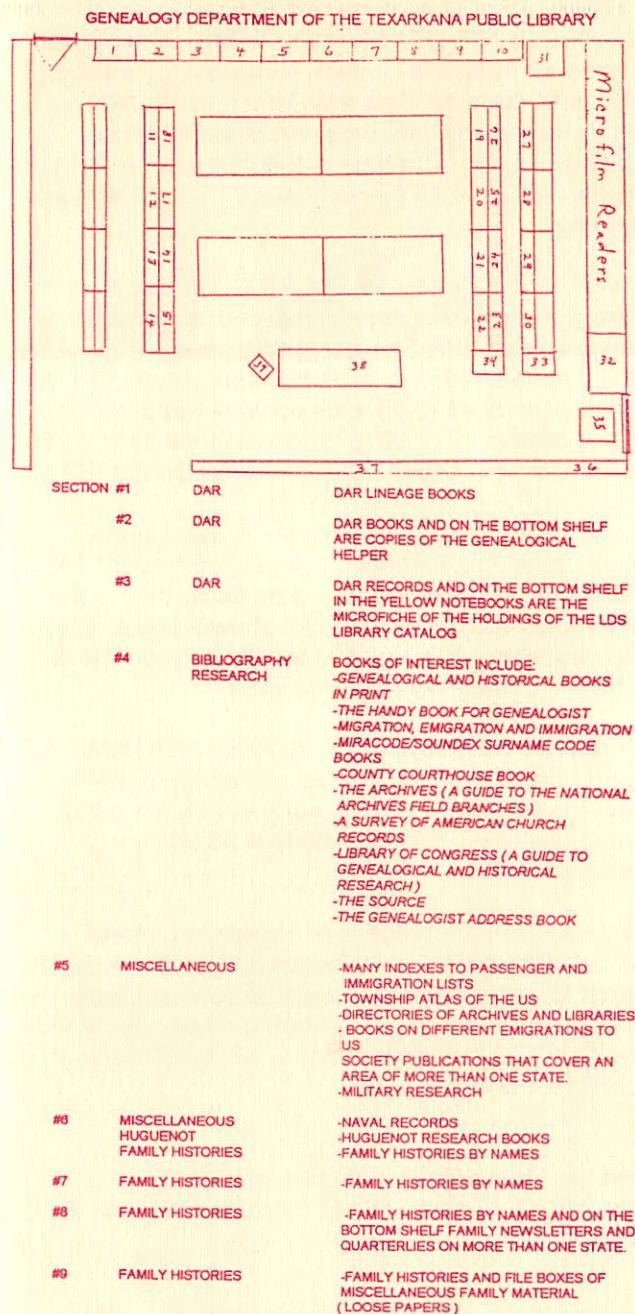 GENEALOGY DEPARTMENT OF THE TEXARKANA PUBLIC LIBRARY
1 2 3 4 5 6 7 8 9 10 31
Microfilm Readers
11 18 19 26 27
12 17 20 25 28
13 16 21 24 29
14 15 22 23 30
39 38 34 33 32
35
37 36
SECTION #1 DAR DAR LINEAGE BOOKS
#2 DAR DAR BOOKS AND ON THE BOTTOM SHELF
ARE COPIES OF THE GENEALOGICAL
HELPER
#3 DAR DAR RECORDS AND ON THE BOTTOM SHELF
IN THE YELLOW NOTEBOOKS ARE THE
MICROFICHE OF THE HOLDINGS OF THE LDS
LIBRARY CATALOG
#4 BIBLIOGRAPHY BOOKS OF INTEREST INCLUDE:
RESEARCH -GENEALOGICAL AND HISTORICAL BOOKS
IN PRINT
-THE HANDY BOOK FOR GENEALOGIST
-MIGRATION, EMIGRATION AND IMMIGRATION
-MIRACODE/SOUNDEX SURNAME CODE
BOOKS
-COUNTY COURTHOUSE BOOK
-THE ARCHIVES ( A GUIDE TO THE NATIONAL
ARCHIVES FIELD BRANCHES )
-A SURVEY OF AMERICAN CHURCH
RECORDS
-LIBRARY OF CONGRESS ( A GUIDE TO
GENEALOGICAL AND HISTORICAL
RESEARCH )
-THE SOURCE
-THE GENEALOGIST ADDRESS BOOK
#5 MISCELLANEOUS -MANY INDEXES TO PASSENGER AND
IMMIGRATION LISTS
-TOWNSHIP ATLAS OF THE US
-DIRECTORIES OF ARCHIVES AND LIBRARIES
- BOOKS ON DIFFERENT EMIGRATIONS TO
US
SOCIETY PUBLICATIONS THAT COVER AN
AREA OF MORE THAN ONE STATE.
-MILITARY RESEARCH
#6 MISCELLANEOUS -NAVAL RECORDS
HUGUENOT -HUGUENOT RESEARCH BOOKS
FAMILY HISTORIES -FAMILY HISTORIES BY NAMES
#7 FAMILY HISTORIES -FAMILY HISTORIES BY NAMES
#8 FAMILY HISTORIES -FAMILY HISTORIES BY NAMES AND ON THE
BOTTOM SHELF FAMILY NEWSLETTERS AND
QUARTERLIES ON MORE THAN ONE STATE.
#9 FAMILY HISTORIES -FAMILY HISTORIES AND FILE BOXES OF
MISCELLANEOUS FAMILY MATERIAL
( LOOSE PAPERS )